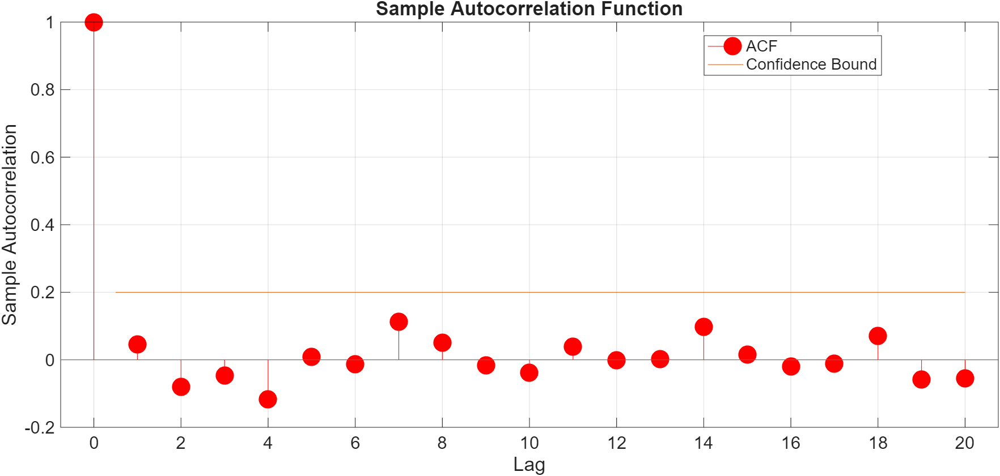 Sample Autocorrelation Function
1
0.8
0.6
0.4
0.2
0
-0.2
Sample Autocorrelation
ACF
Confidence Bound
0 2 4 6 8 10 12 14 16 18 20
Lag